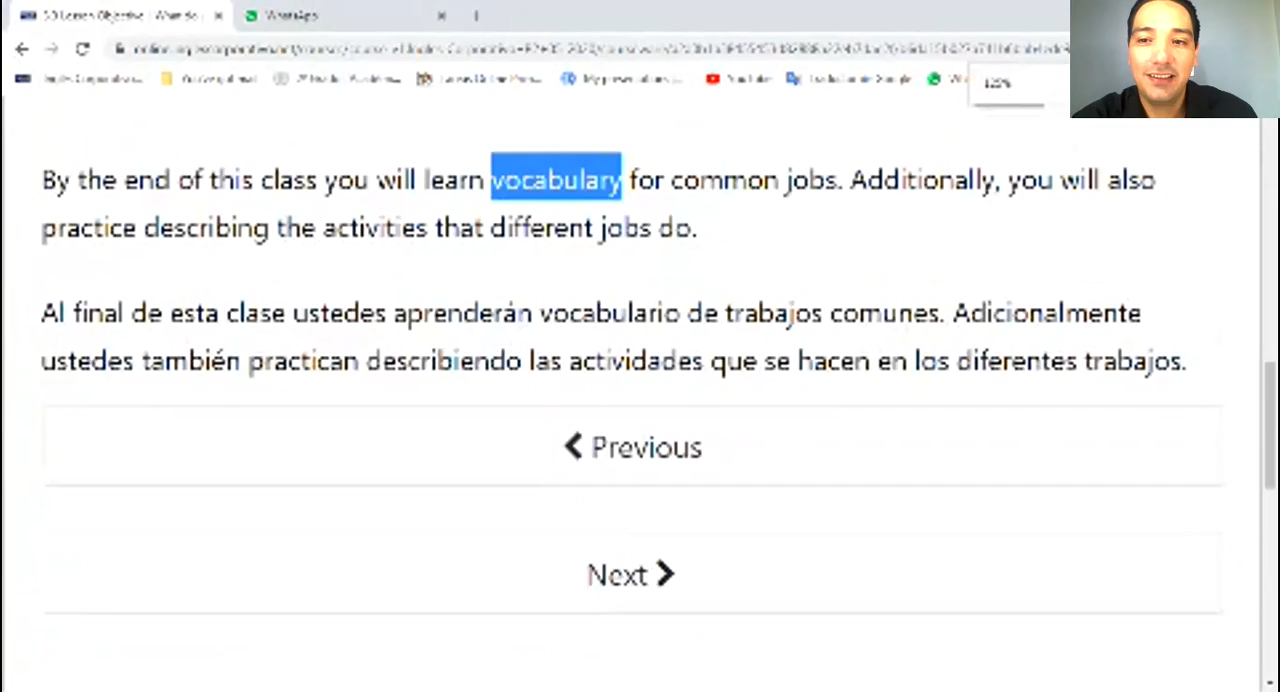 Lesson Objective
WhatsApp
YouTube
By the end of this class you will learn vocabulary for common jobs. Additionally, you will also
practice describing the activities that different jobs do.
Al final de esta clase ustedes aprenderán vocabulario de trabajos comunes. Adicionalmente
ustedes también practican describiendo las actividades que se hacen en los diferentes trabajos.
Previous
Next